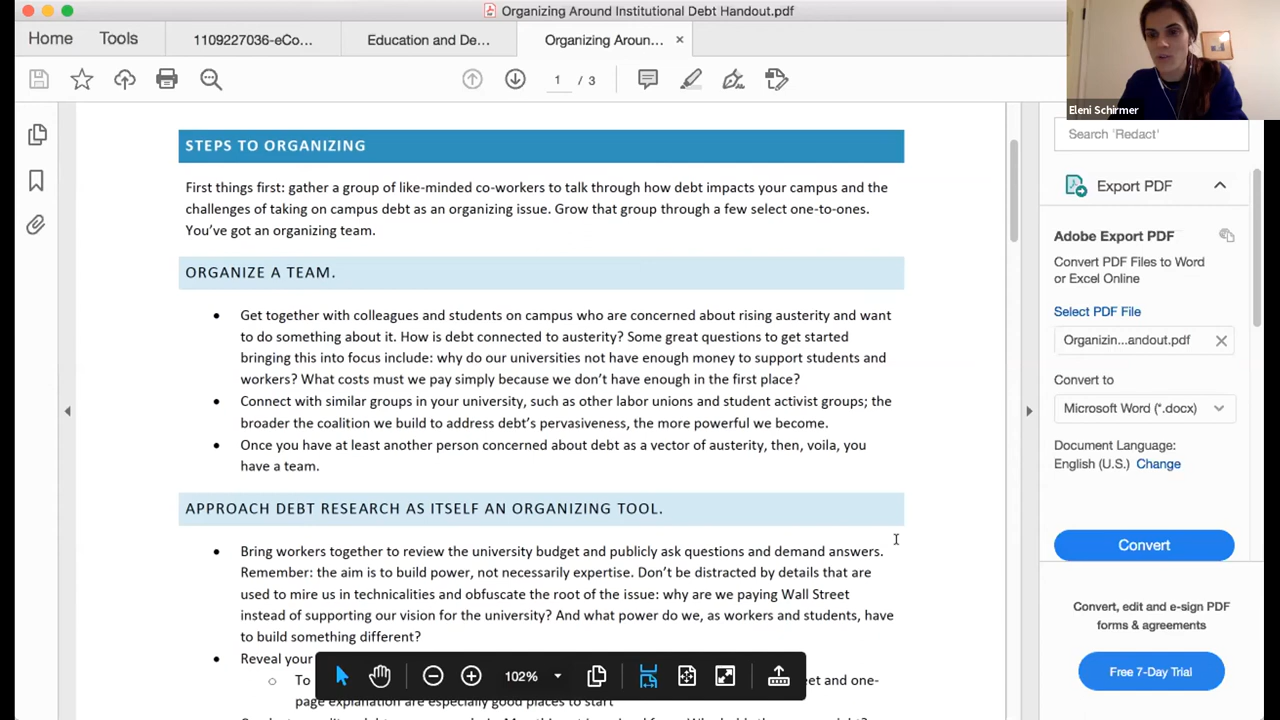 Organizing Around Institutional Debt Handout.pdf
Home
Tools
1109227036-eCo...
Education and De...
Organizing Aroun...
1 / 3
Eleni Schirmer
STEPS TO ORGANIZING
First things first: gather a group of like-minded co-workers to talk through how debt impacts your campus and the
challenges of taking on campus debt as an organizing issue. Grow that group through a few select one-to-ones.
You've got an organizing team.
ORGANIZE A TEAM.
• Get together with colleagues and students on campus who are concerned about rising austerity and want
to do something about it. How is debt connected to austerity? Some great questions to get started
bringing this into focus include: why do our universities not have enough money to support students and
workers? What costs must we pay simply because we don't have enough in the first place?
• Connect with similar groups in your university, such as other labor unions and student activist groups; the
broader the coalition we build to address debt's pervasiveness, the more powerful we become.
• Once you have at least another person concerned about debt as a vector of austerity, then, voila, you
have a team.
APPROACH DEBT RESEARCH AS ITSELF AN ORGANIZING TOOL.
• Bring workers together to review the university budget and publicly ask questions and demand answers.
Remember: the aim is to build power, not necessarily expertise. Don't be distracted by details that are
used to mire us in technicalities and obfuscate the root of the issue: why are we paying Wall Street
instead of supporting our vision for the university? And what power do we, as workers and students, have
to build something different?
• Reveal your
○ To
eet and one-
page explanation are especially good places to start
102%
Search 'Redact'
Export PDF
Adobe Export PDF
Convert PDF Files to Word
or Excel Online
Select PDF File
Organizin...andout.pdf
Convert to
Microsoft Word (*.docx)
Document Language:
English (U.S.) Change
Convert
Convert, edit and e-sign PDF
forms & agreements
Free 7-Day Trial